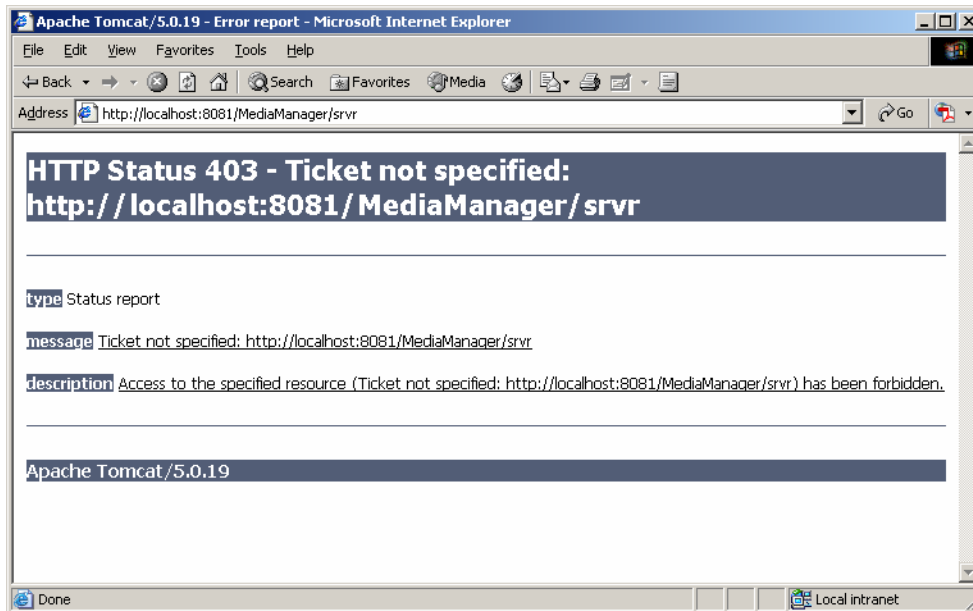 Apache Tomcat/5.0.19 - Error report - Microsoft Internet Explorer
File Edit View Favorites Tools Help
Back Search Favorites Media
Address http://localhost:8081/MediaManager/srvr Go
HTTP Status 403 - Ticket not specified:
http://localhost:8081/MediaManager/srvr
type Status report
message Ticket not specified: http://localhost:8081/MediaManager/srvr
description Access to the specified resource (Ticket not specified: http://localhost:8081/MediaManager/srvr) has been forbidden.
Apache Tomcat/5.0.19
Done Local intranet